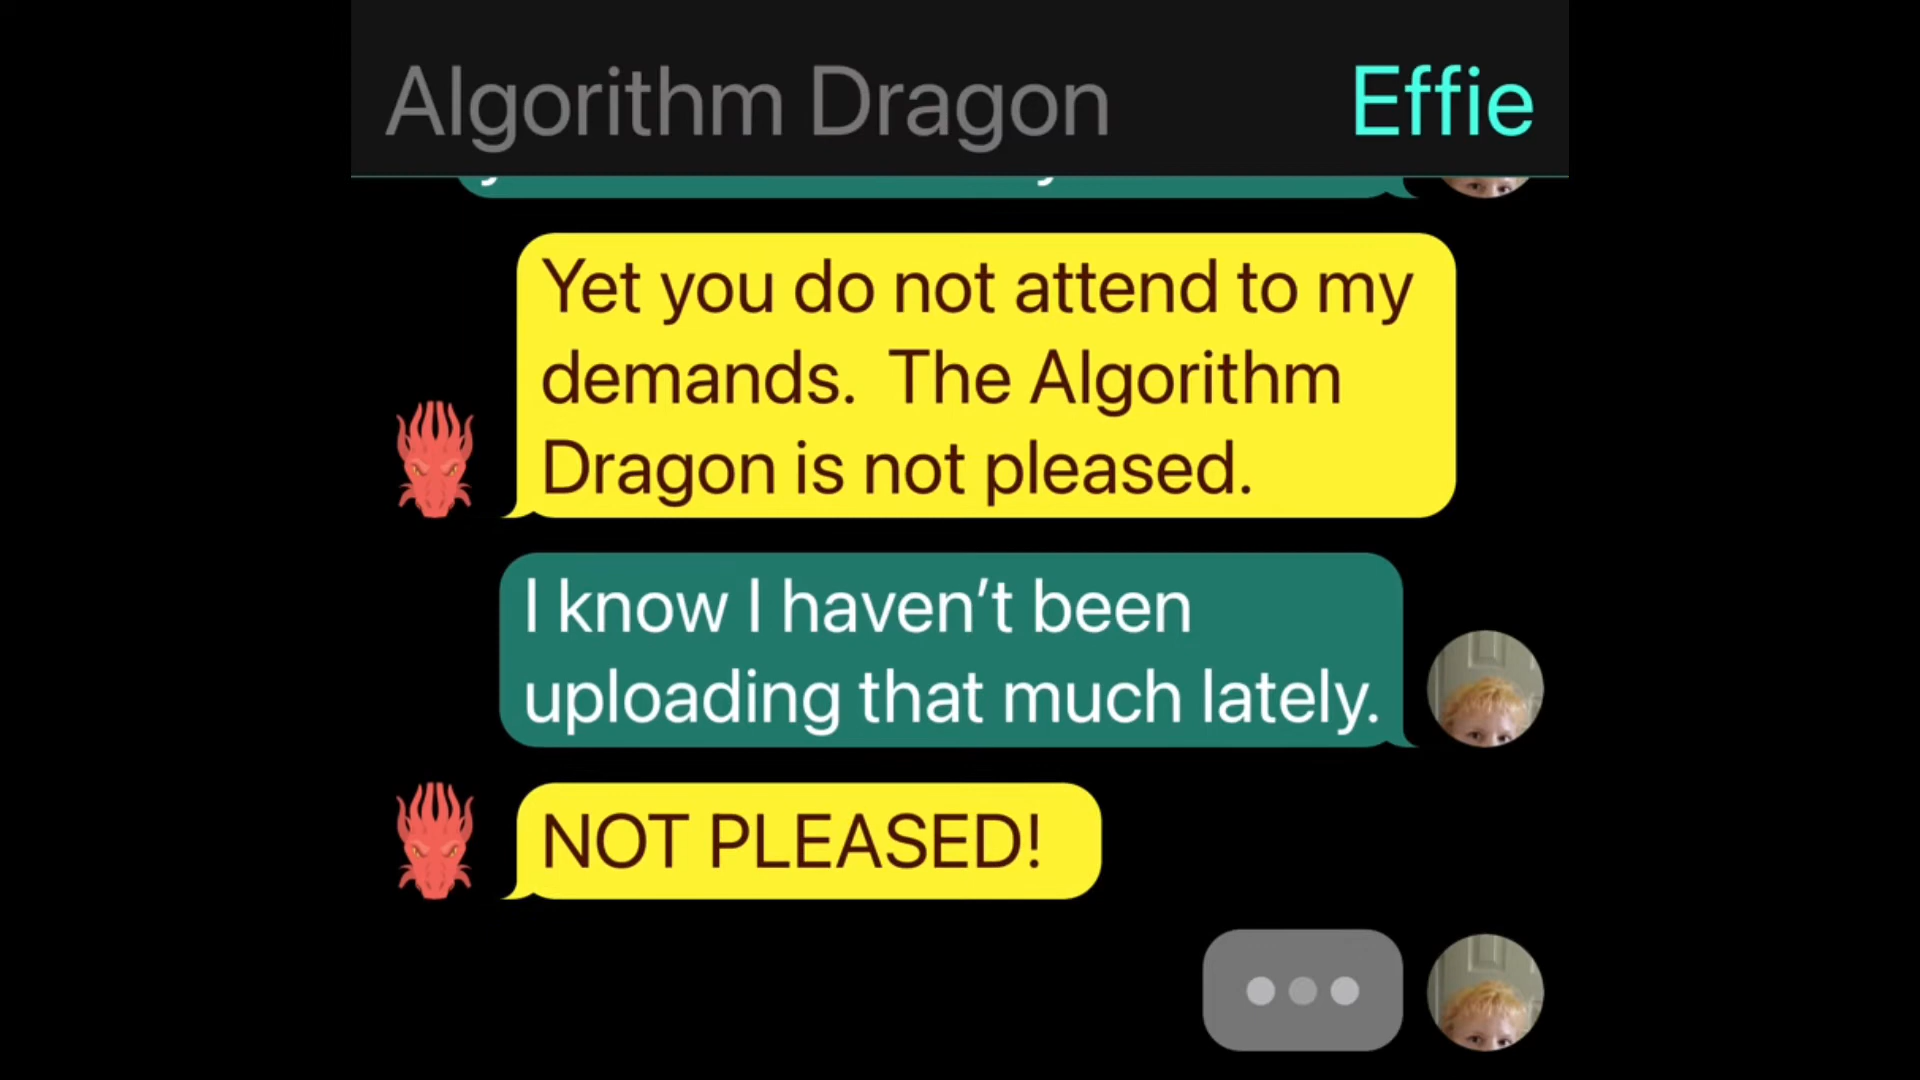 Algorithm Dragon Effie
Yet you do not attend to my
demands. The Algorithm
Dragon is not pleased.
I know I haven’t been
uploading that much lately.
NOT PLEASED!